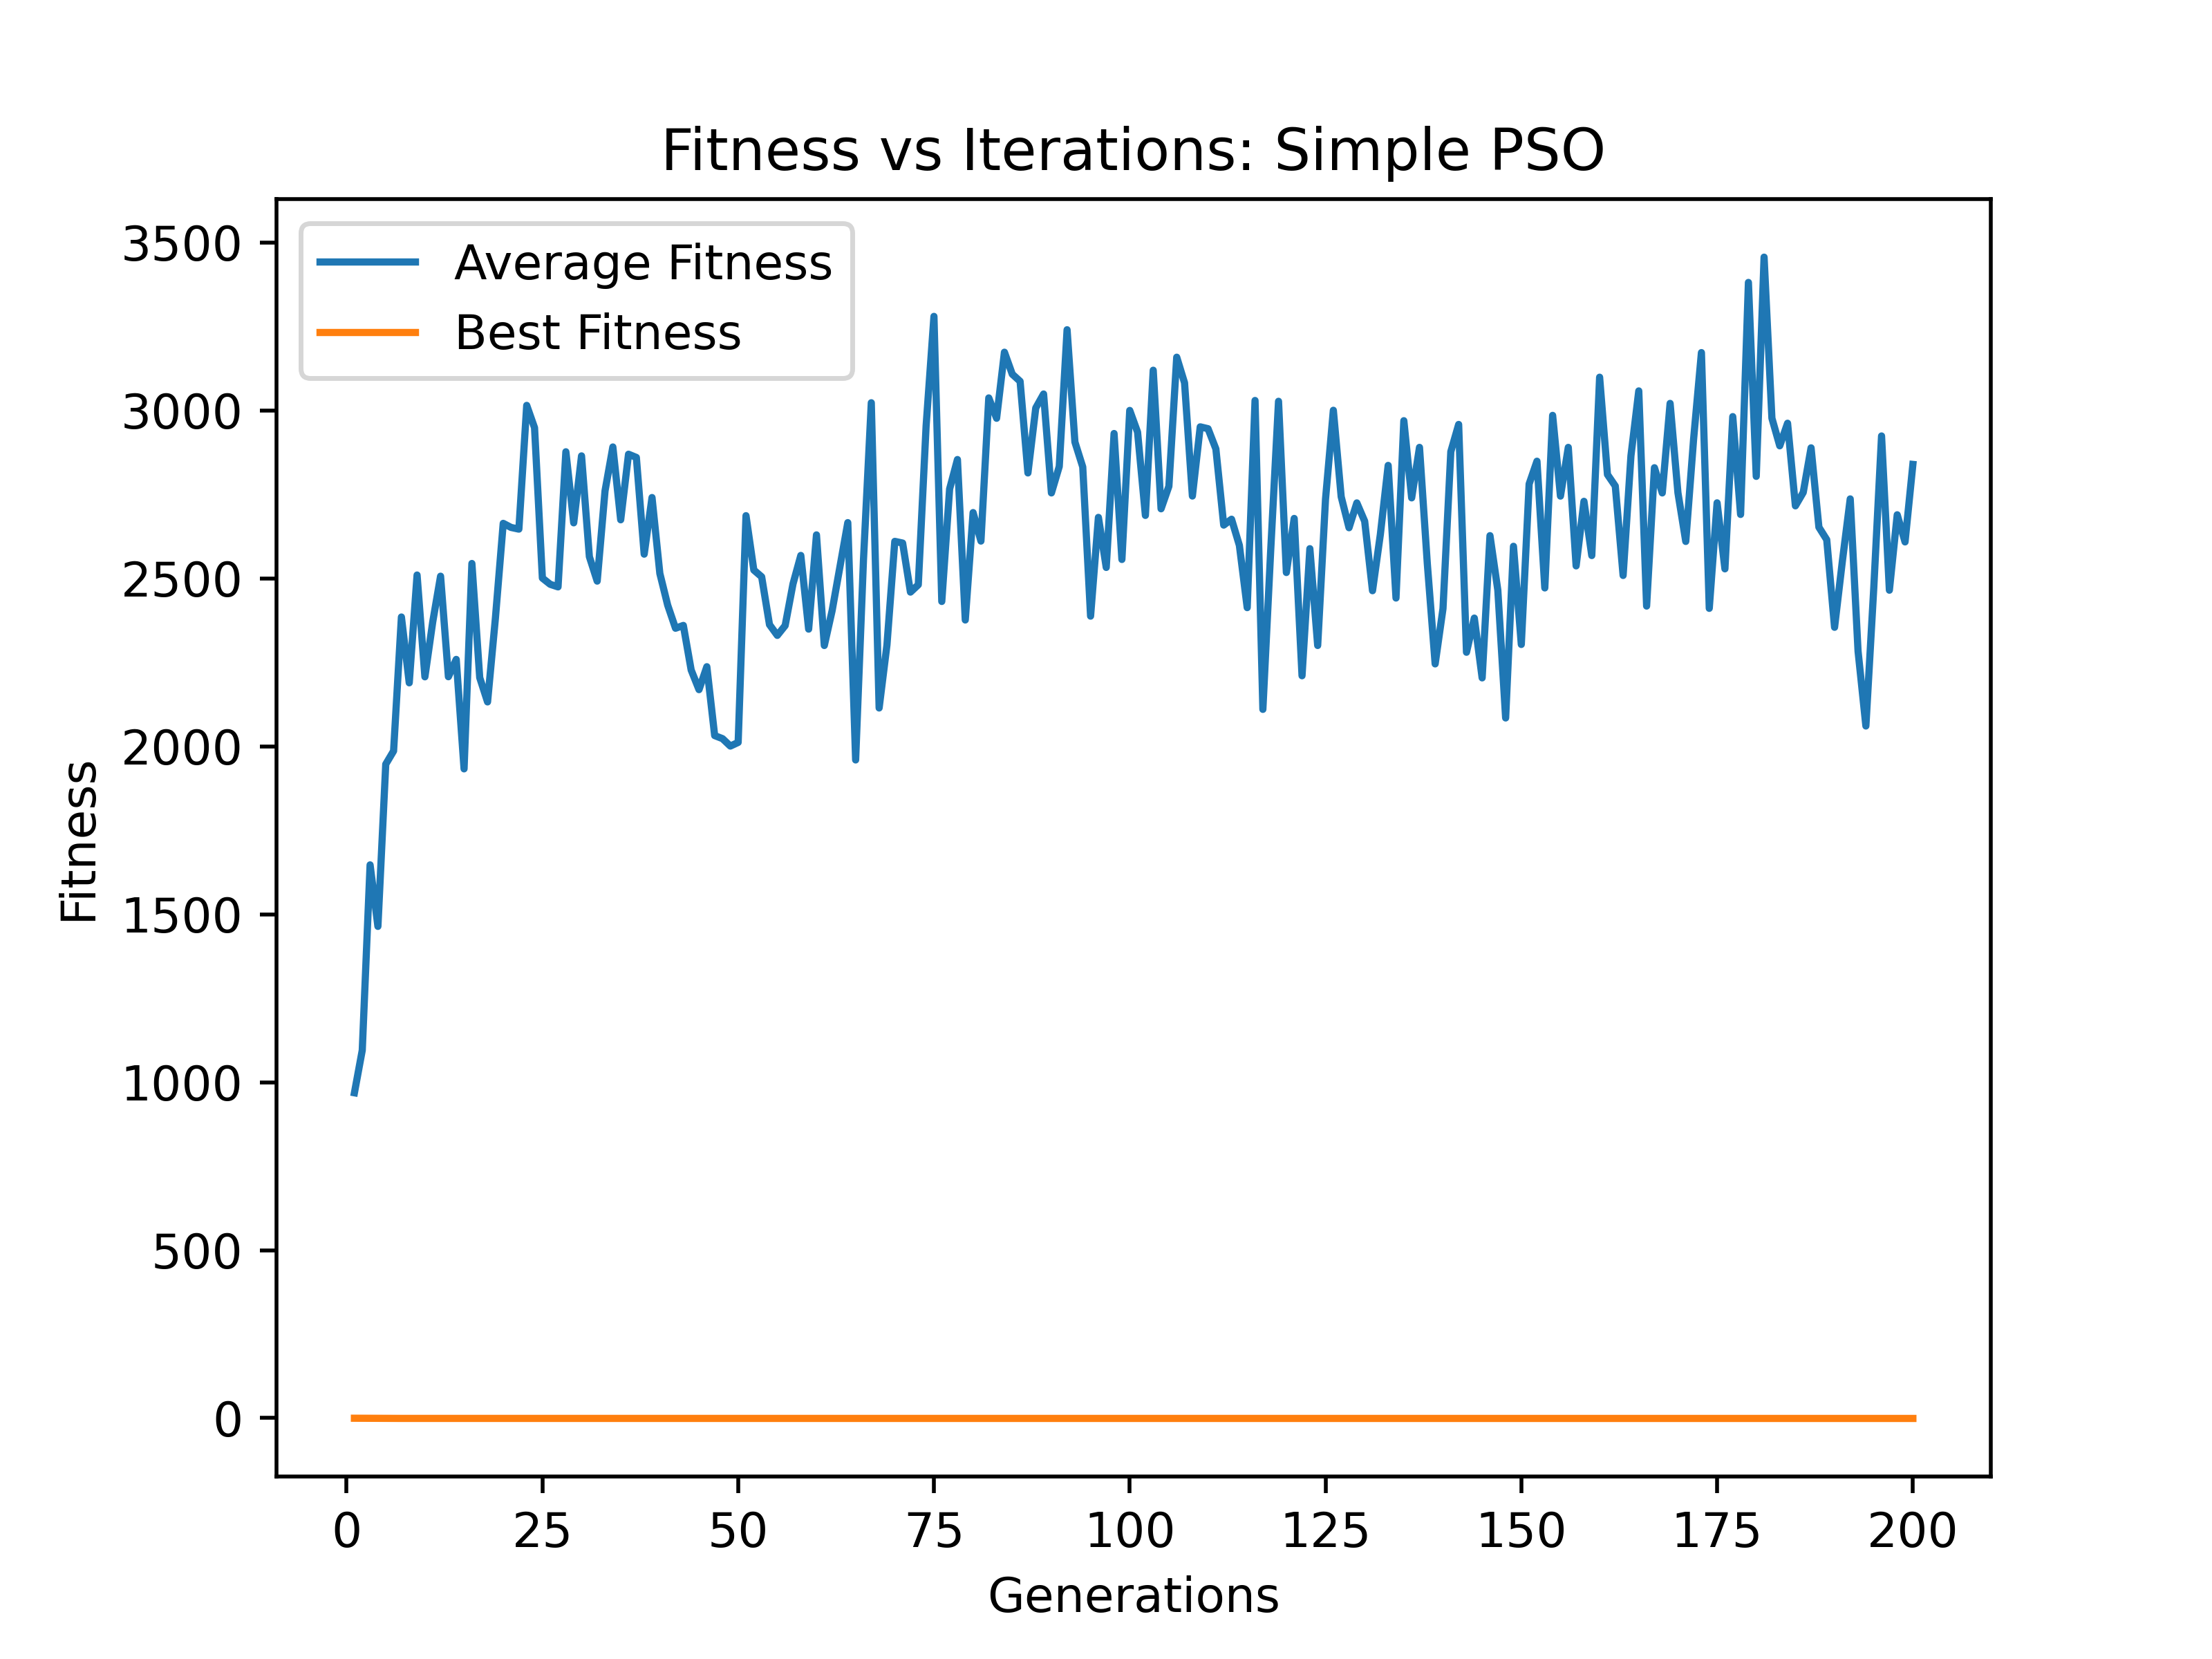 Fitness vs Iterations: Simple PSO
Average Fitness
Best Fitness
3500
3000
2500
2000
1500
1000
500
0
Fitness
0 25 50 75 100 125 150 175 200
Generations